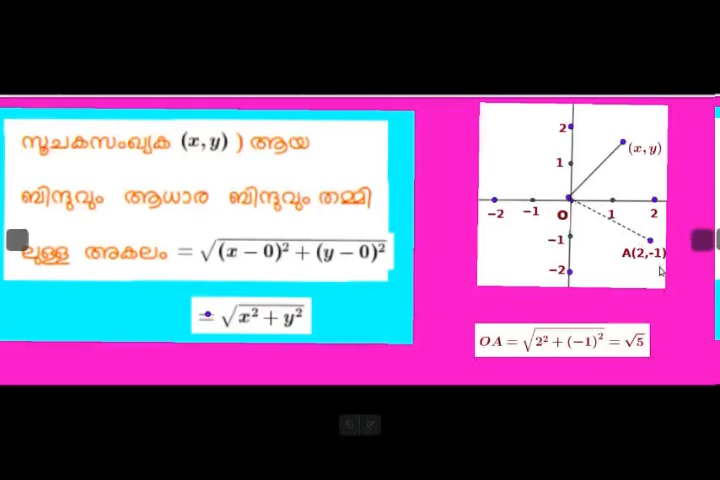 സൂചകസംഖ്യക (x, y) ) ആയ
ബിന്ദുവും ആധാര ബിന്ദുവും തമ്മി
ലുള്ള അകലം = √(x − 0)² + (y − 0)²
= √x² + y²
2
(x, y)
1
−2 −1 O 1 2
−1
A(2,-1)
−2
OA = √2² + (−1)² = √5